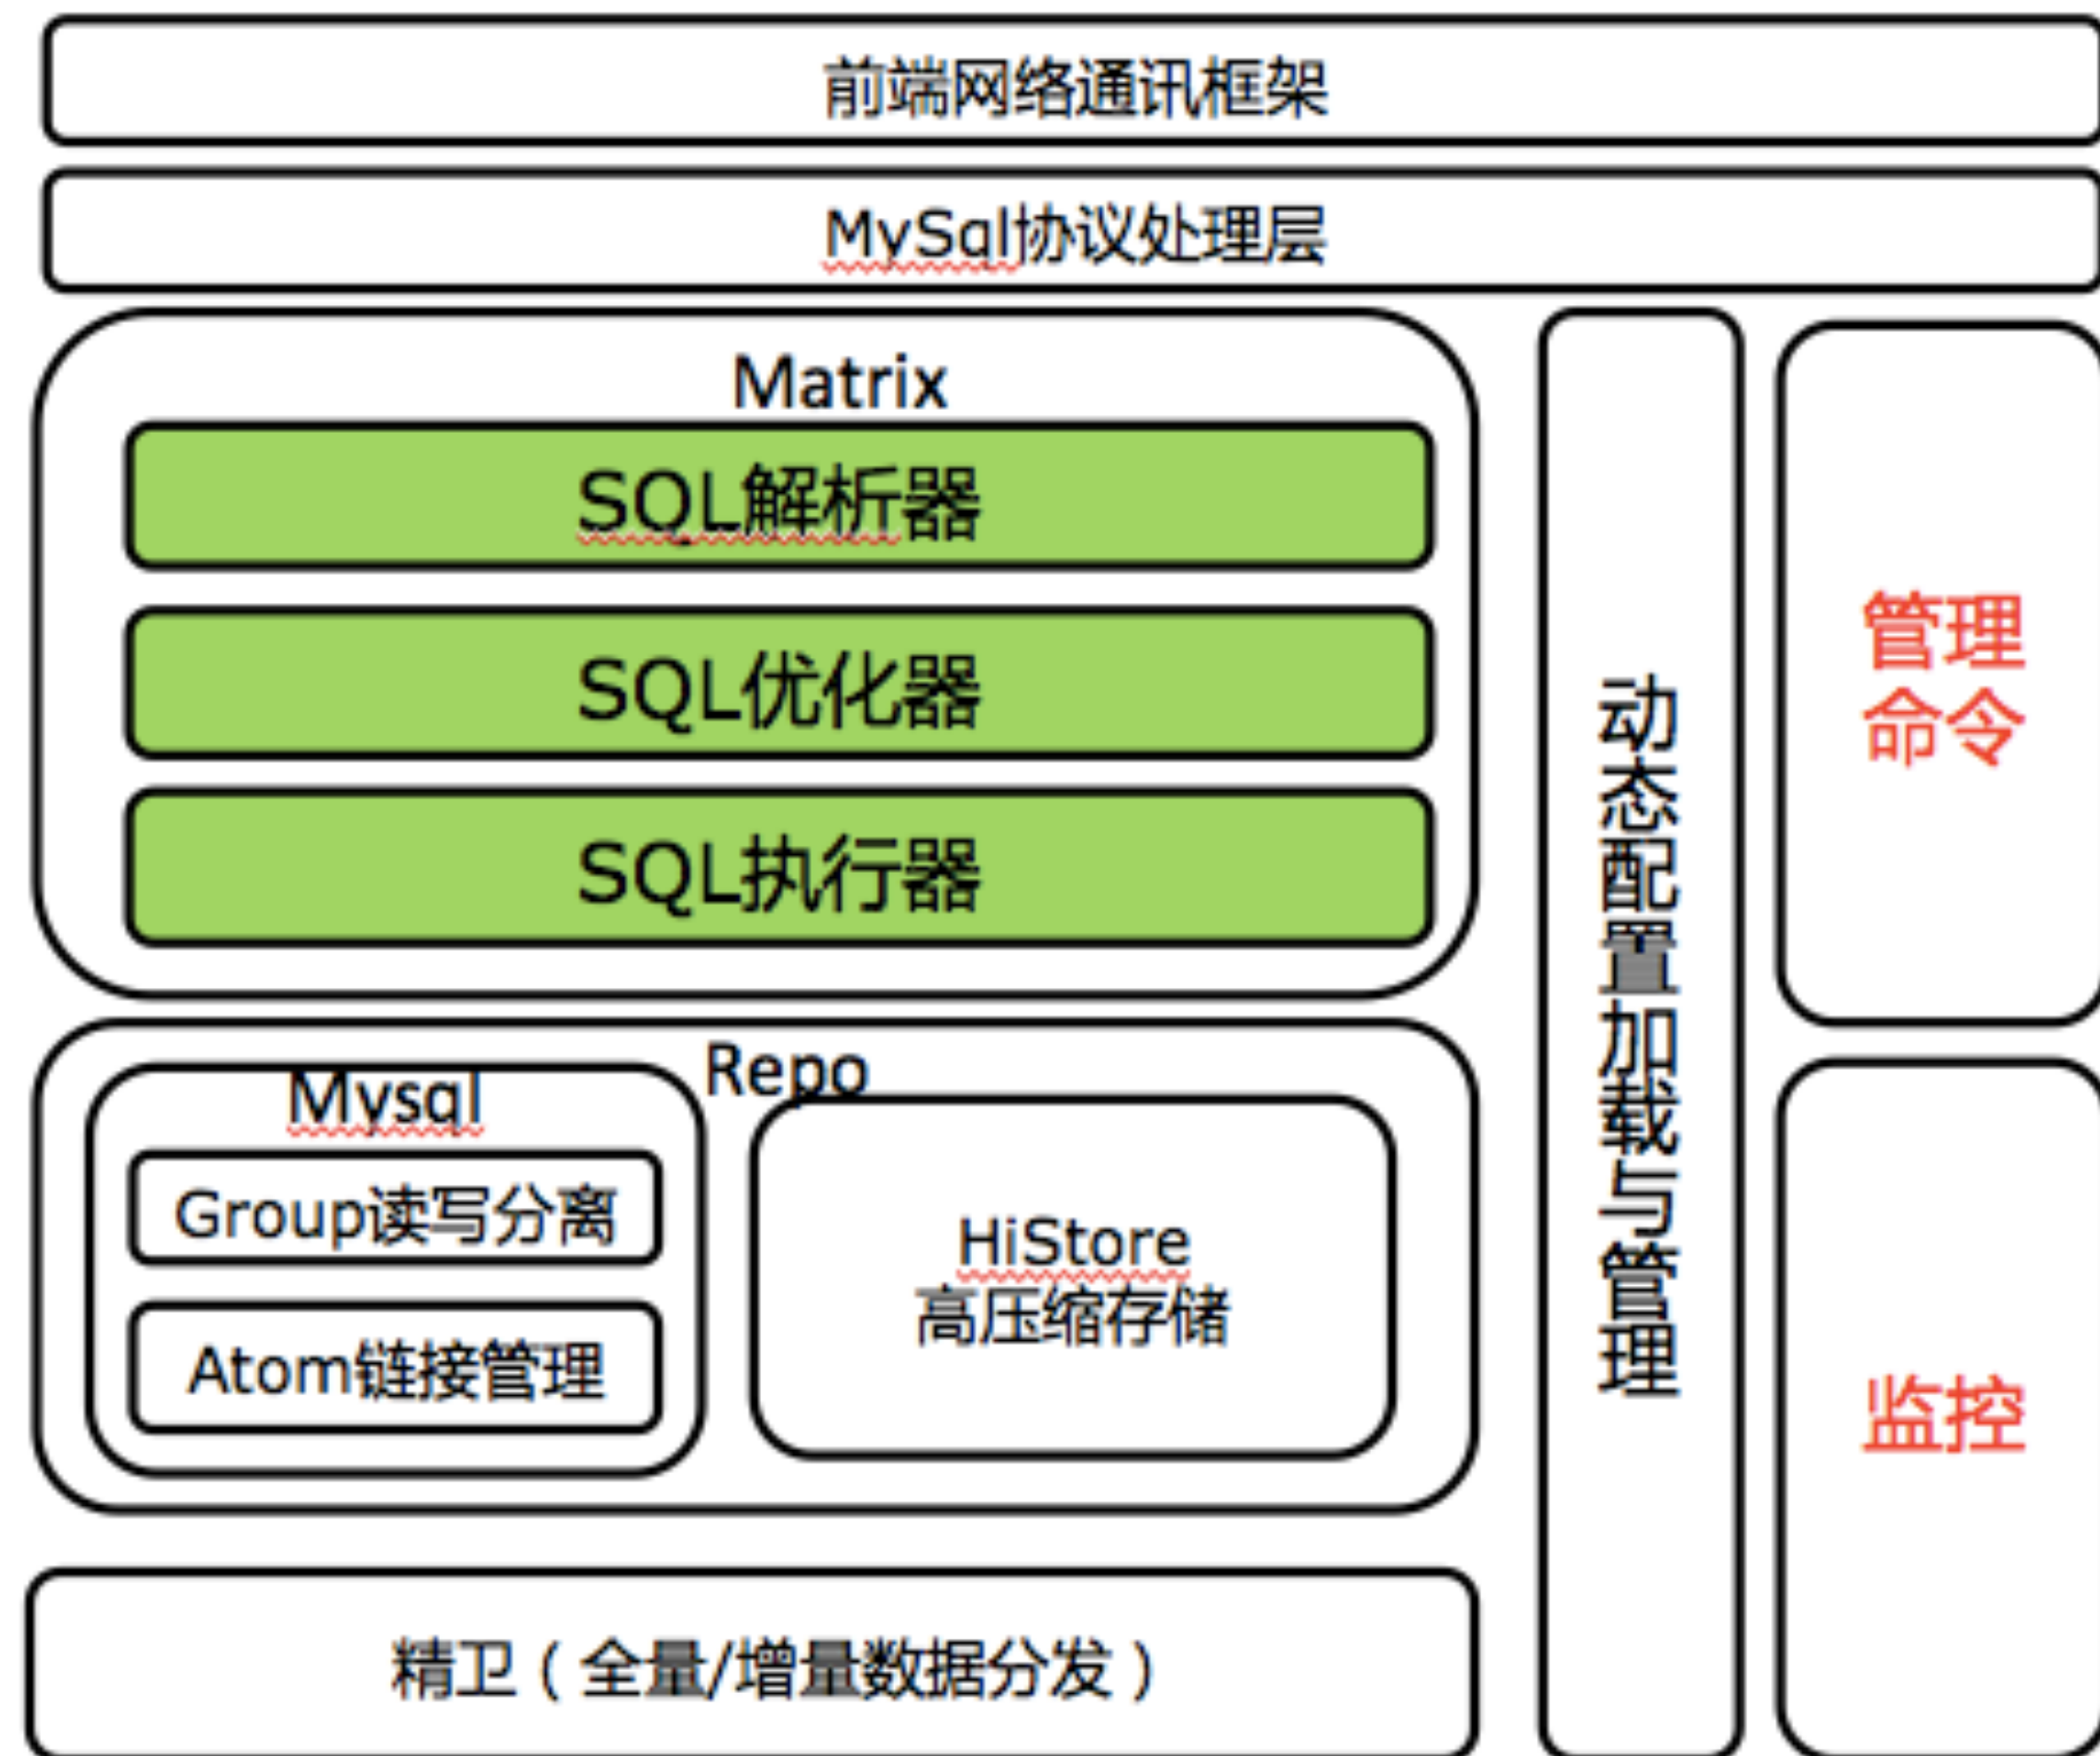 前端网络通讯框架
MySql协议处理层
Matrix
SQL解析器
SQL优化器
SQL执行器
Repo
Mysql
Group读写分离
Atom链接管理
HiStore
高压缩存储
精卫（全量/增量数据分发）
动态配置加载与管理
管理
命令
监控